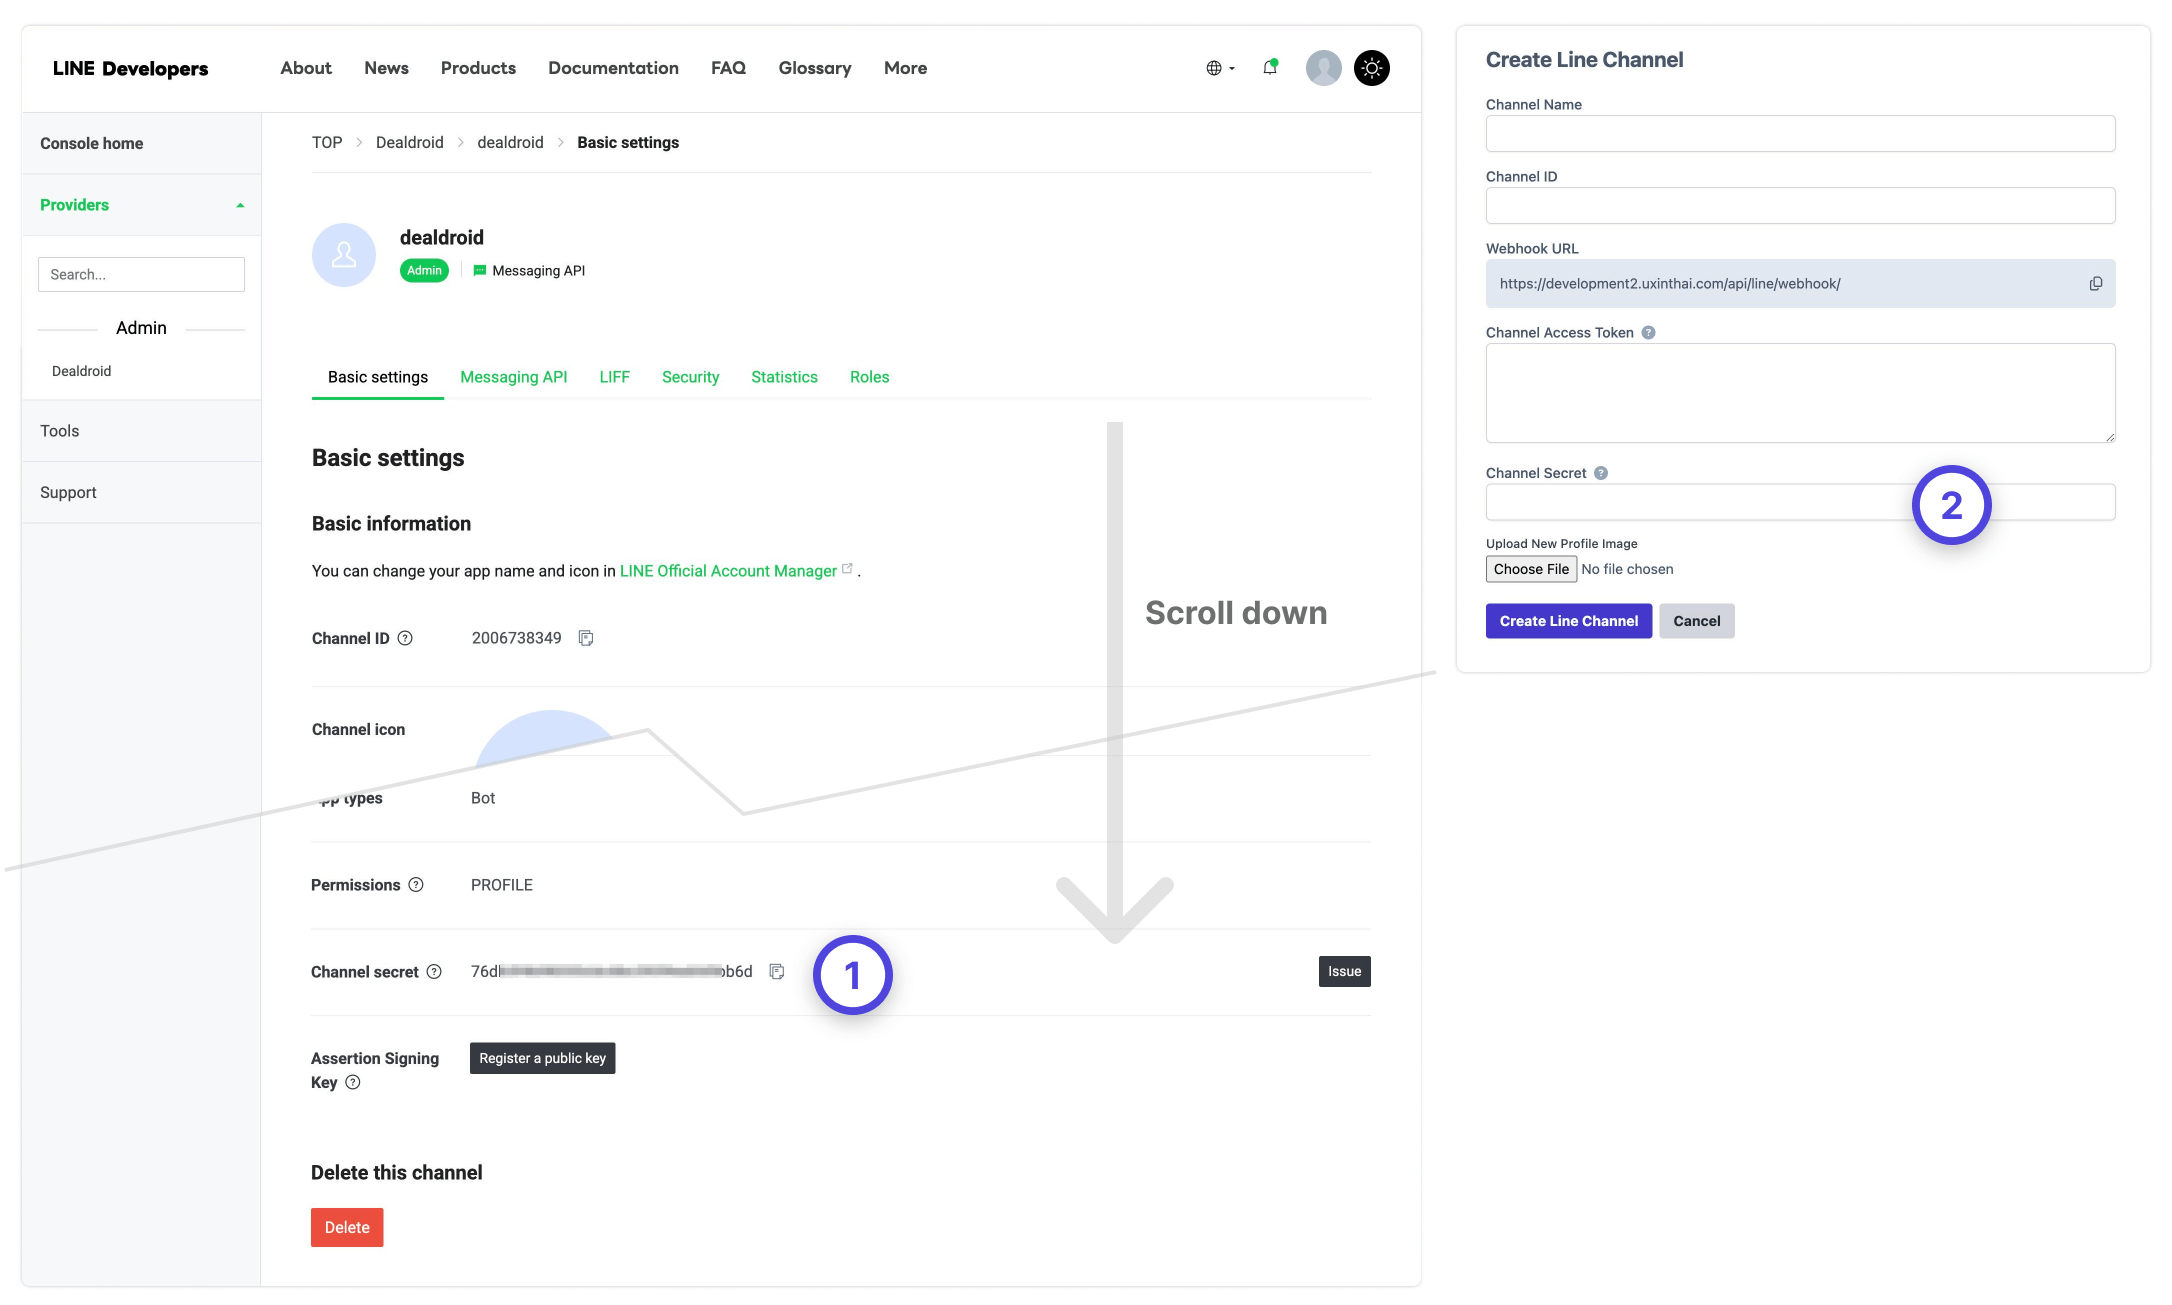 LINE Developers
About
News
Products
Documentation
FAQ
Glossary
More
Console home
Providers
Search...
Admin
Dealdroid
Tools
Support
TOP > Dealdroid > dealdroid > Basic settings
dealdroid
Admin
Messaging API
Basic settings
Messaging API
LIFF
Security
Statistics
Roles
Basic settings
Basic information
You can change your app name and icon in LINE Official Account Manager .
Channel ID ?
2006738349
Channel icon
types
Bot
Permissions ?
PROFILE
Channel secret ?
1
Issue
Assertion Signing
Key ?
Register a public key
Delete this channel
Delete
Scroll down
Create Line Channel
Channel Name
Channel ID
Webhook URL
https://development2.uxinthai.com/api/line/webhook/
Channel Access Token ?
Channel Secret ?
2
Upload New Profile Image
Choose File No file chosen
Create Line Channel
Cancel